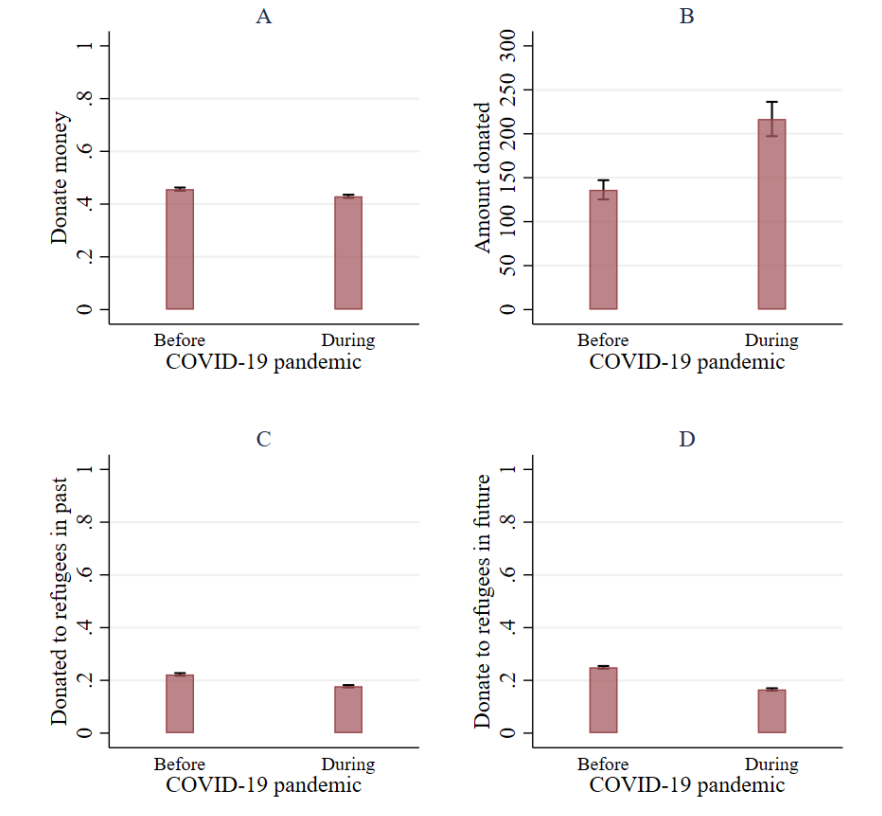 A
Donate money
1
.8
.6
.4
.2
0
Before During
COVID-19 pandemic
B
Amount donated
300
250
200
150
100
50
0
Before During
COVID-19 pandemic
C
Donated to refugees in past
1
.8
.6
.4
.2
0
Before During
COVID-19 pandemic
D
Donate to refugees in future
1
.8
.6
.4
.2
0
Before During
COVID-19 pandemic